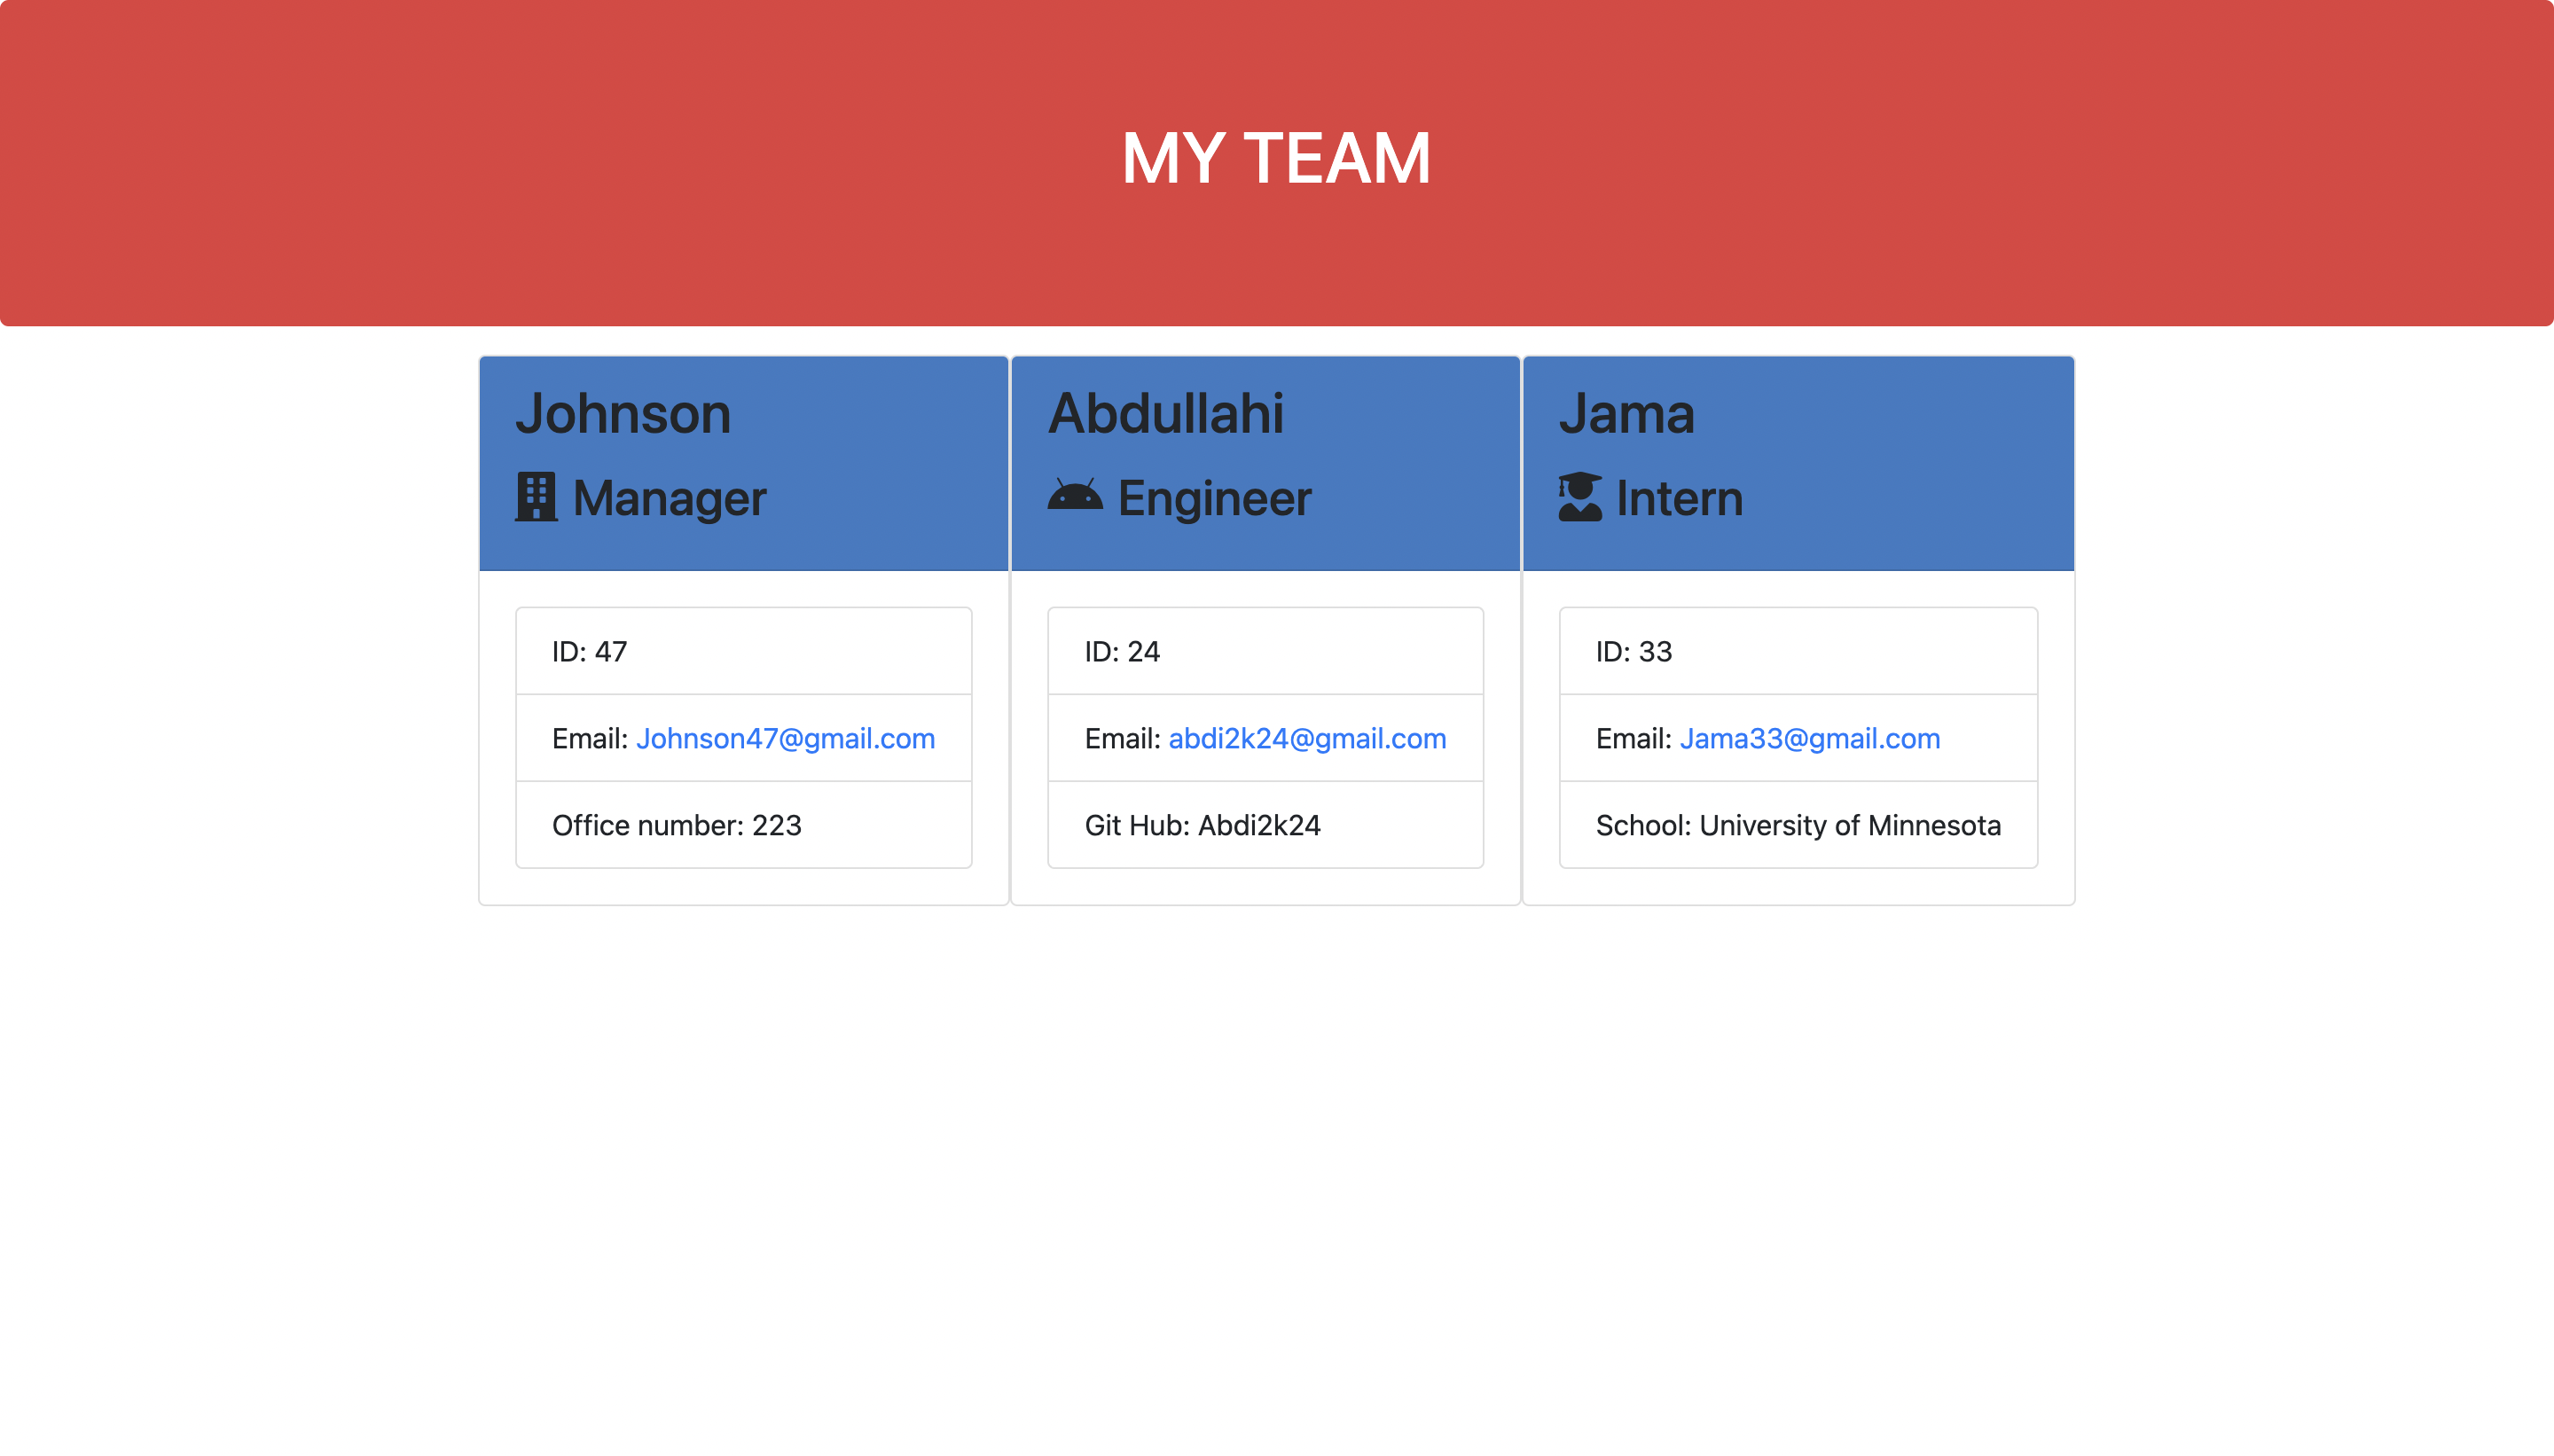 MY TEAM
Johnson
Manager
ID: 47
Email: Johnson47@gmail.com
Office number: 223
Abdullahi
Engineer
ID: 24
Email: abdi2k24@gmail.com
Git Hub: Abdi2k24
Jama
Intern
ID: 33
Email: Jama33@gmail.com
School: University of Minnesota